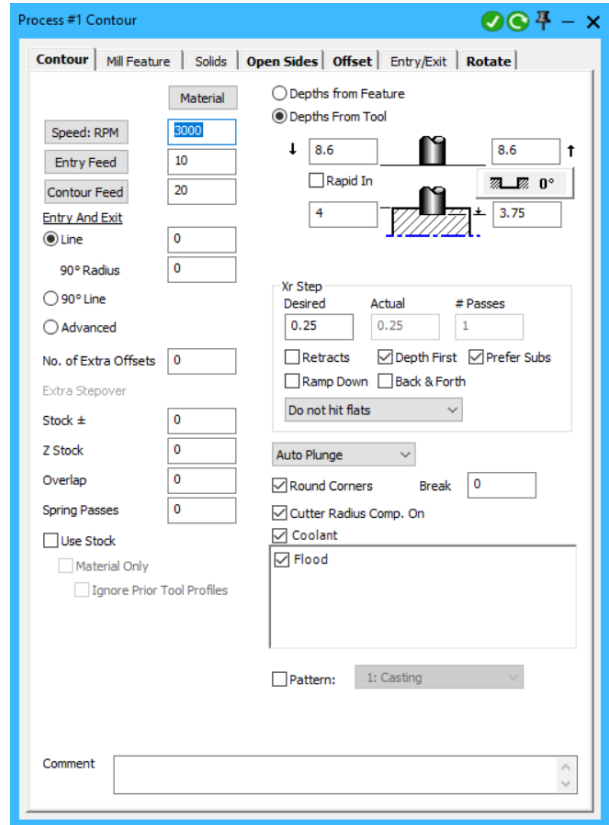 Process #1 Contour
Contour Mill Feature Solids Open Sides Offset Entry/Exit Rotate
Material
Speed: RPM 3000
Entry Feed 10
Contour Feed 20
Entry And Exit
Line 0
90° Radius 0
90° Line
Advanced
No. of Extra Offsets 0
Extra Stepover
Stock ± 0
Z Stock 0
Overlap 0
Spring Passes 0
Use Stock
Material Only
Ignore Prior Tool Profiles
Depths from Feature
Depths From Tool
8.6 8.6
Rapid In 0°
4 3.75
Xr Step
Desired Actual # Passes
0.25 0.25 1
Retracts Depth First Prefer Subs
Ramp Down Back & Forth
Do not hit flats
Auto Plunge
Round Corners Break 0
Cutter Radius Comp. On
Coolant
Flood
Pattern: 1: Casting
Comment